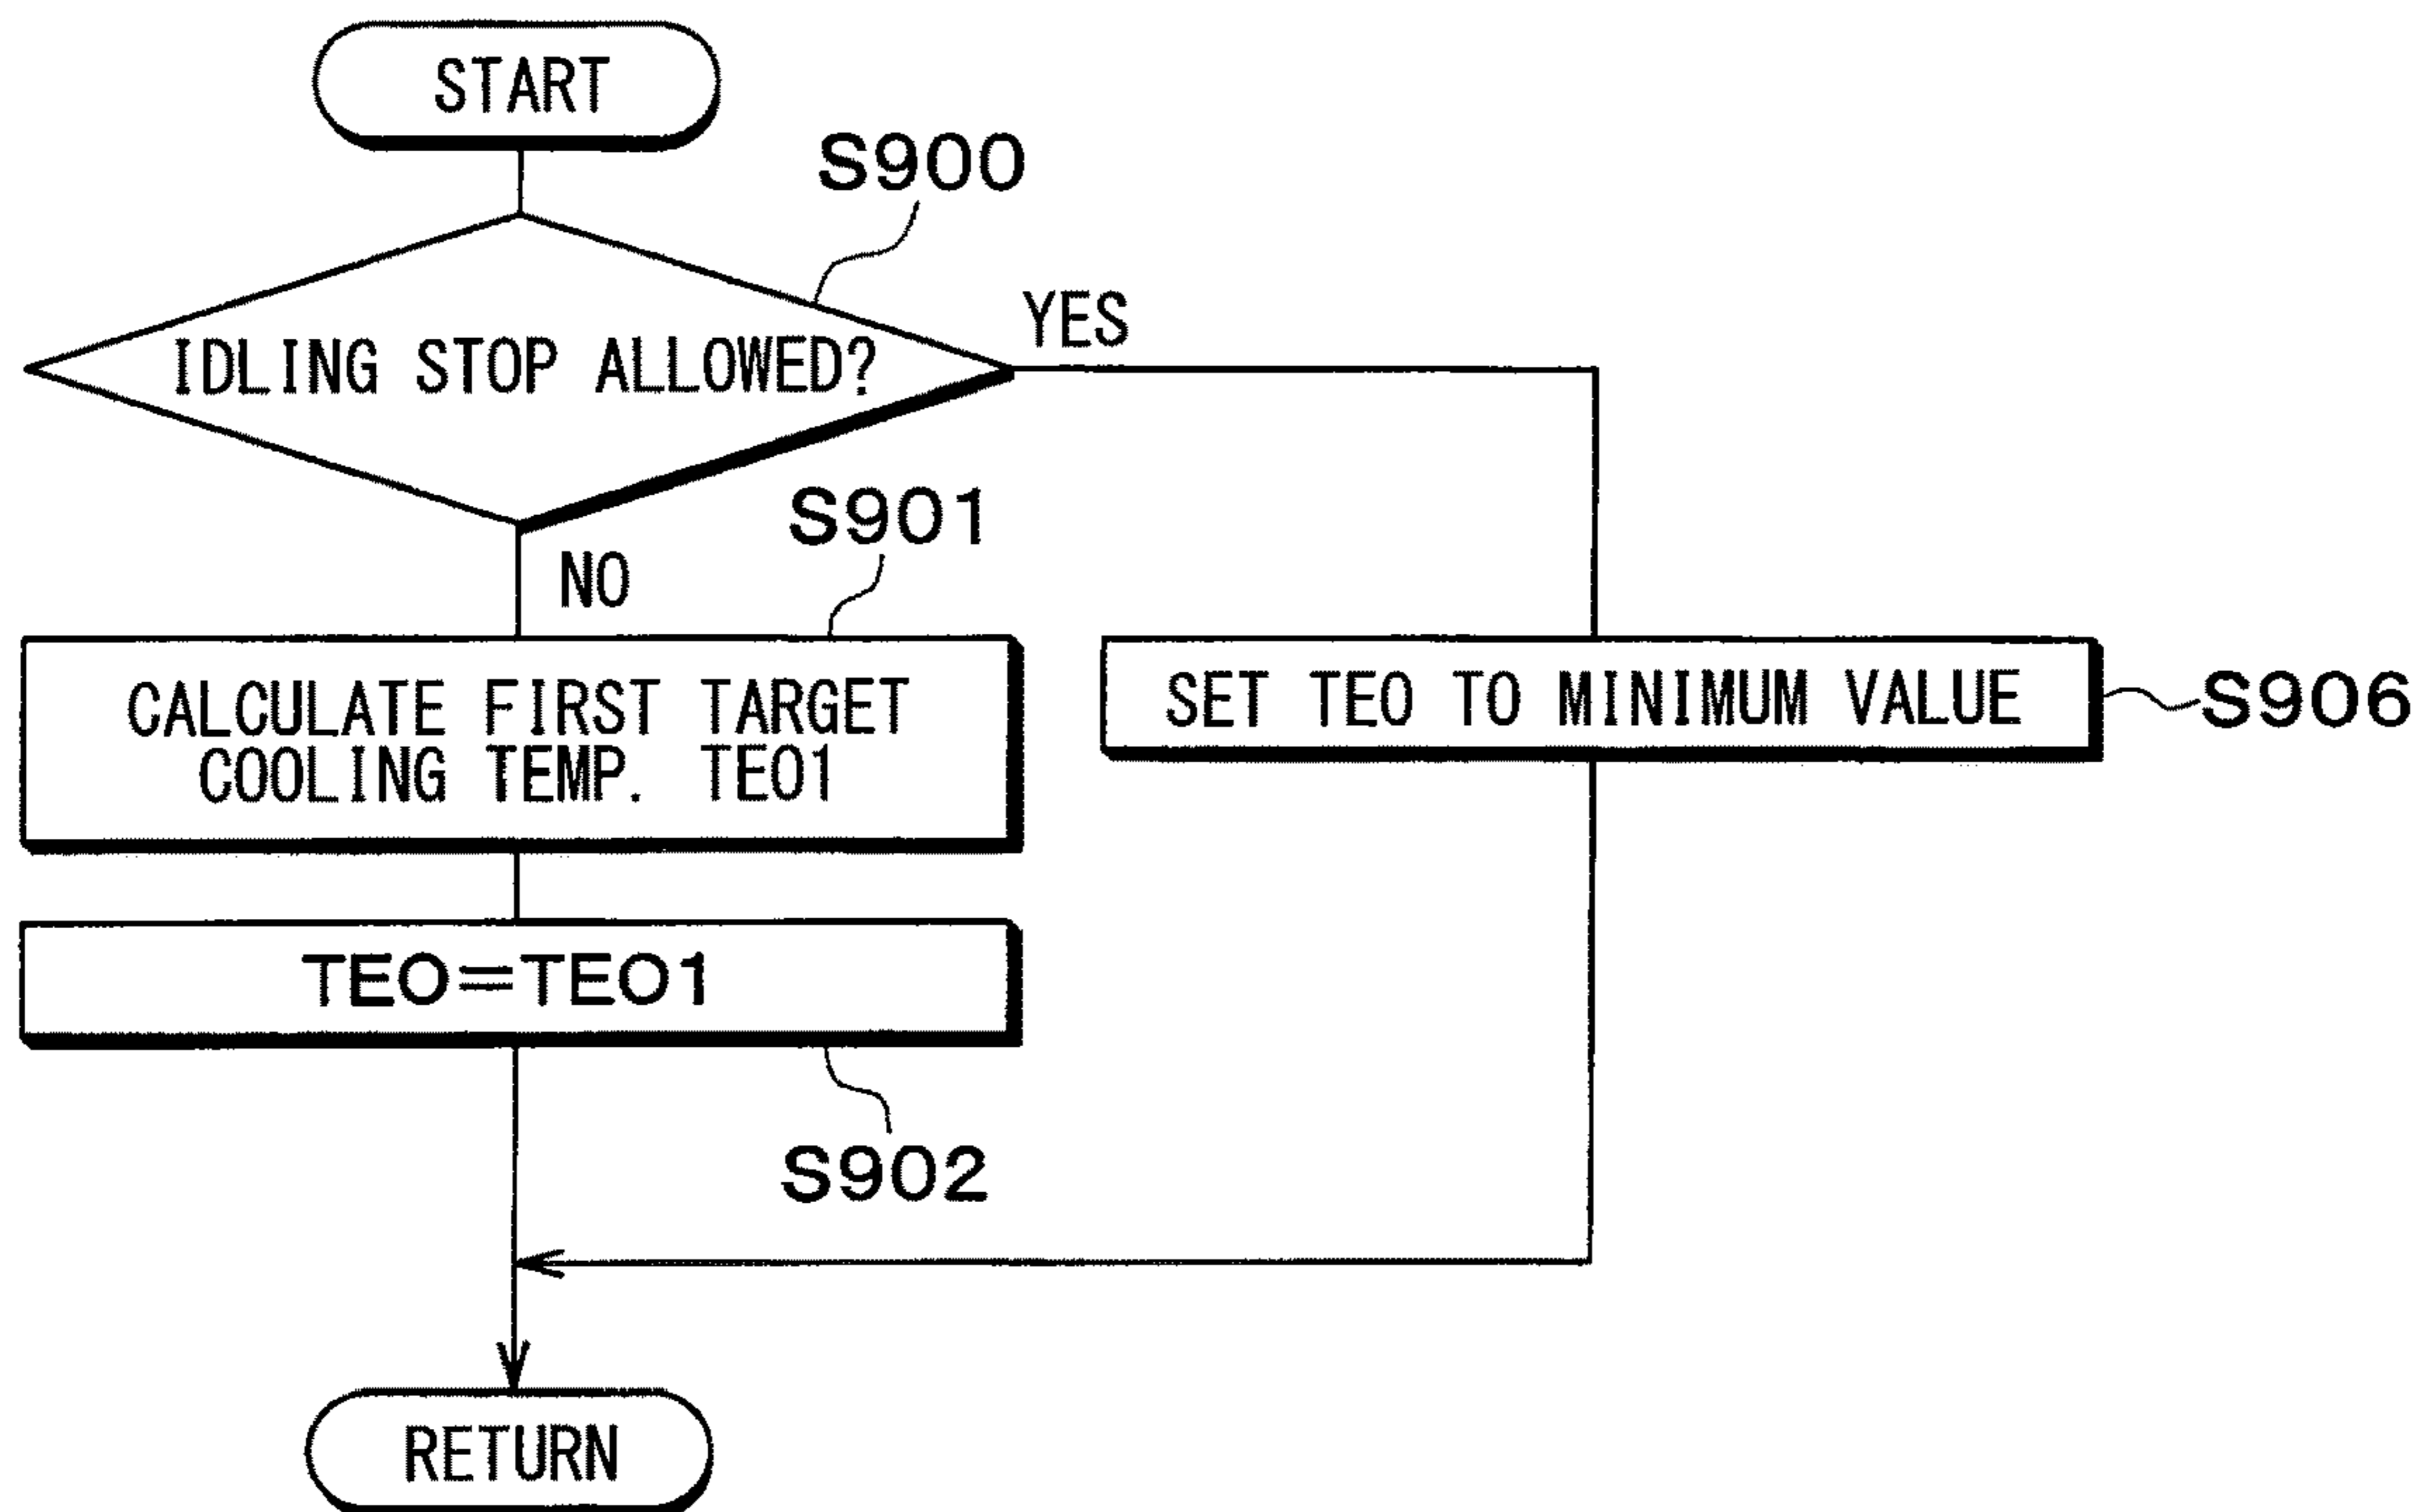 START
S900
IDLING STOP ALLOWED?
YES
NO
S901
CALCULATE FIRST TARGET
COOLING TEMP. TEO1
SET TEO TO MINIMUM VALUE
S906
TEO=TEO1
S902
RETURN